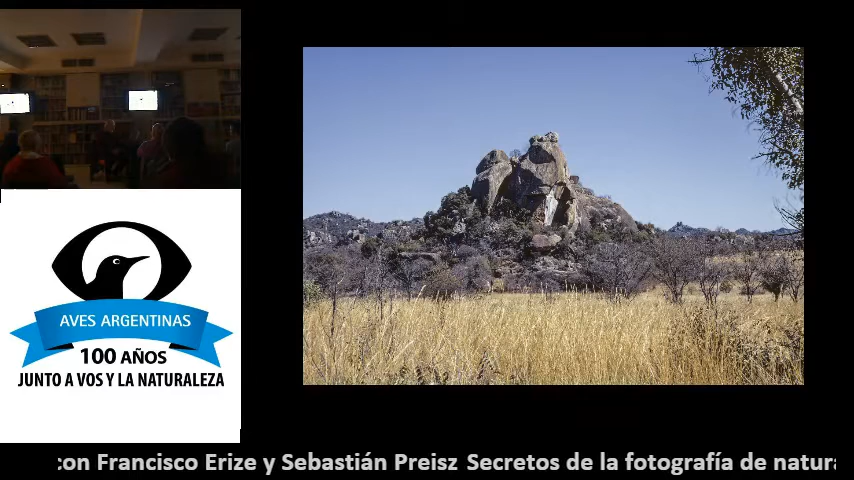 AVES ARGENTINAS
100 AÑOS
JUNTO A VOS Y LA NATURALEZA
con Francisco Erize y Sebastián Preisz Secretos de la fotografía de natura